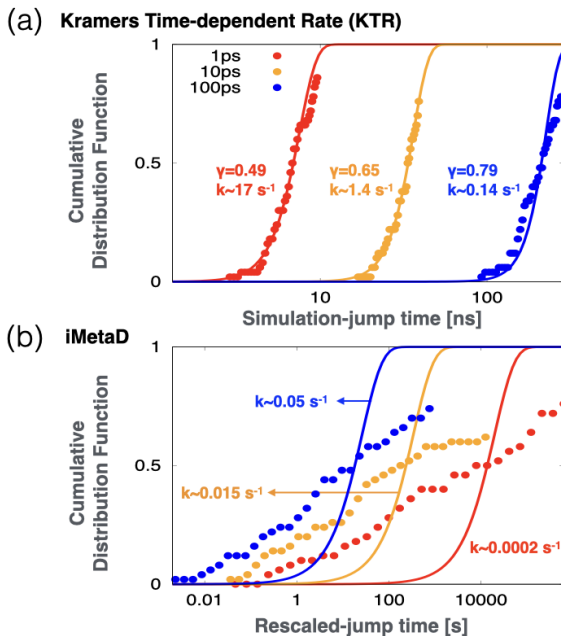 (a) Kramers Time-dependent Rate (KTR)
1
1ps
10ps
100ps
Cumulative
Distribution Function
0.5
γ=0.49
k~17 s⁻¹
γ=0.65
k~1.4 s⁻¹
γ=0.79
k~0.14 s⁻¹
0
10 100
Simulation-jump time [ns]
(b) iMetaD
1
k~0.05 s⁻¹
Cumulative
Distribution Function
0.5
k~0.015 s⁻¹
k~0.0002 s⁻¹
0
0.01 1 100 10000
Rescaled-jump time [s]